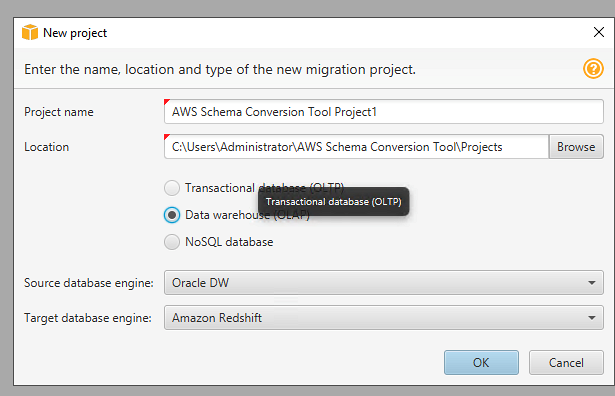 New project
Enter the name, location and type of the new migration project.
Project name
AWS Schema Conversion Tool Project1
Location
C:\Users\Administrator\AWS Schema Conversion Tool\Projects
Browse
Transactional database (OLTP)
Transactional database (OLTP)
Data warehouse (OLAP)
NoSQL database
Source database engine:
Oracle DW
Target database engine:
Amazon Redshift
OK
Cancel